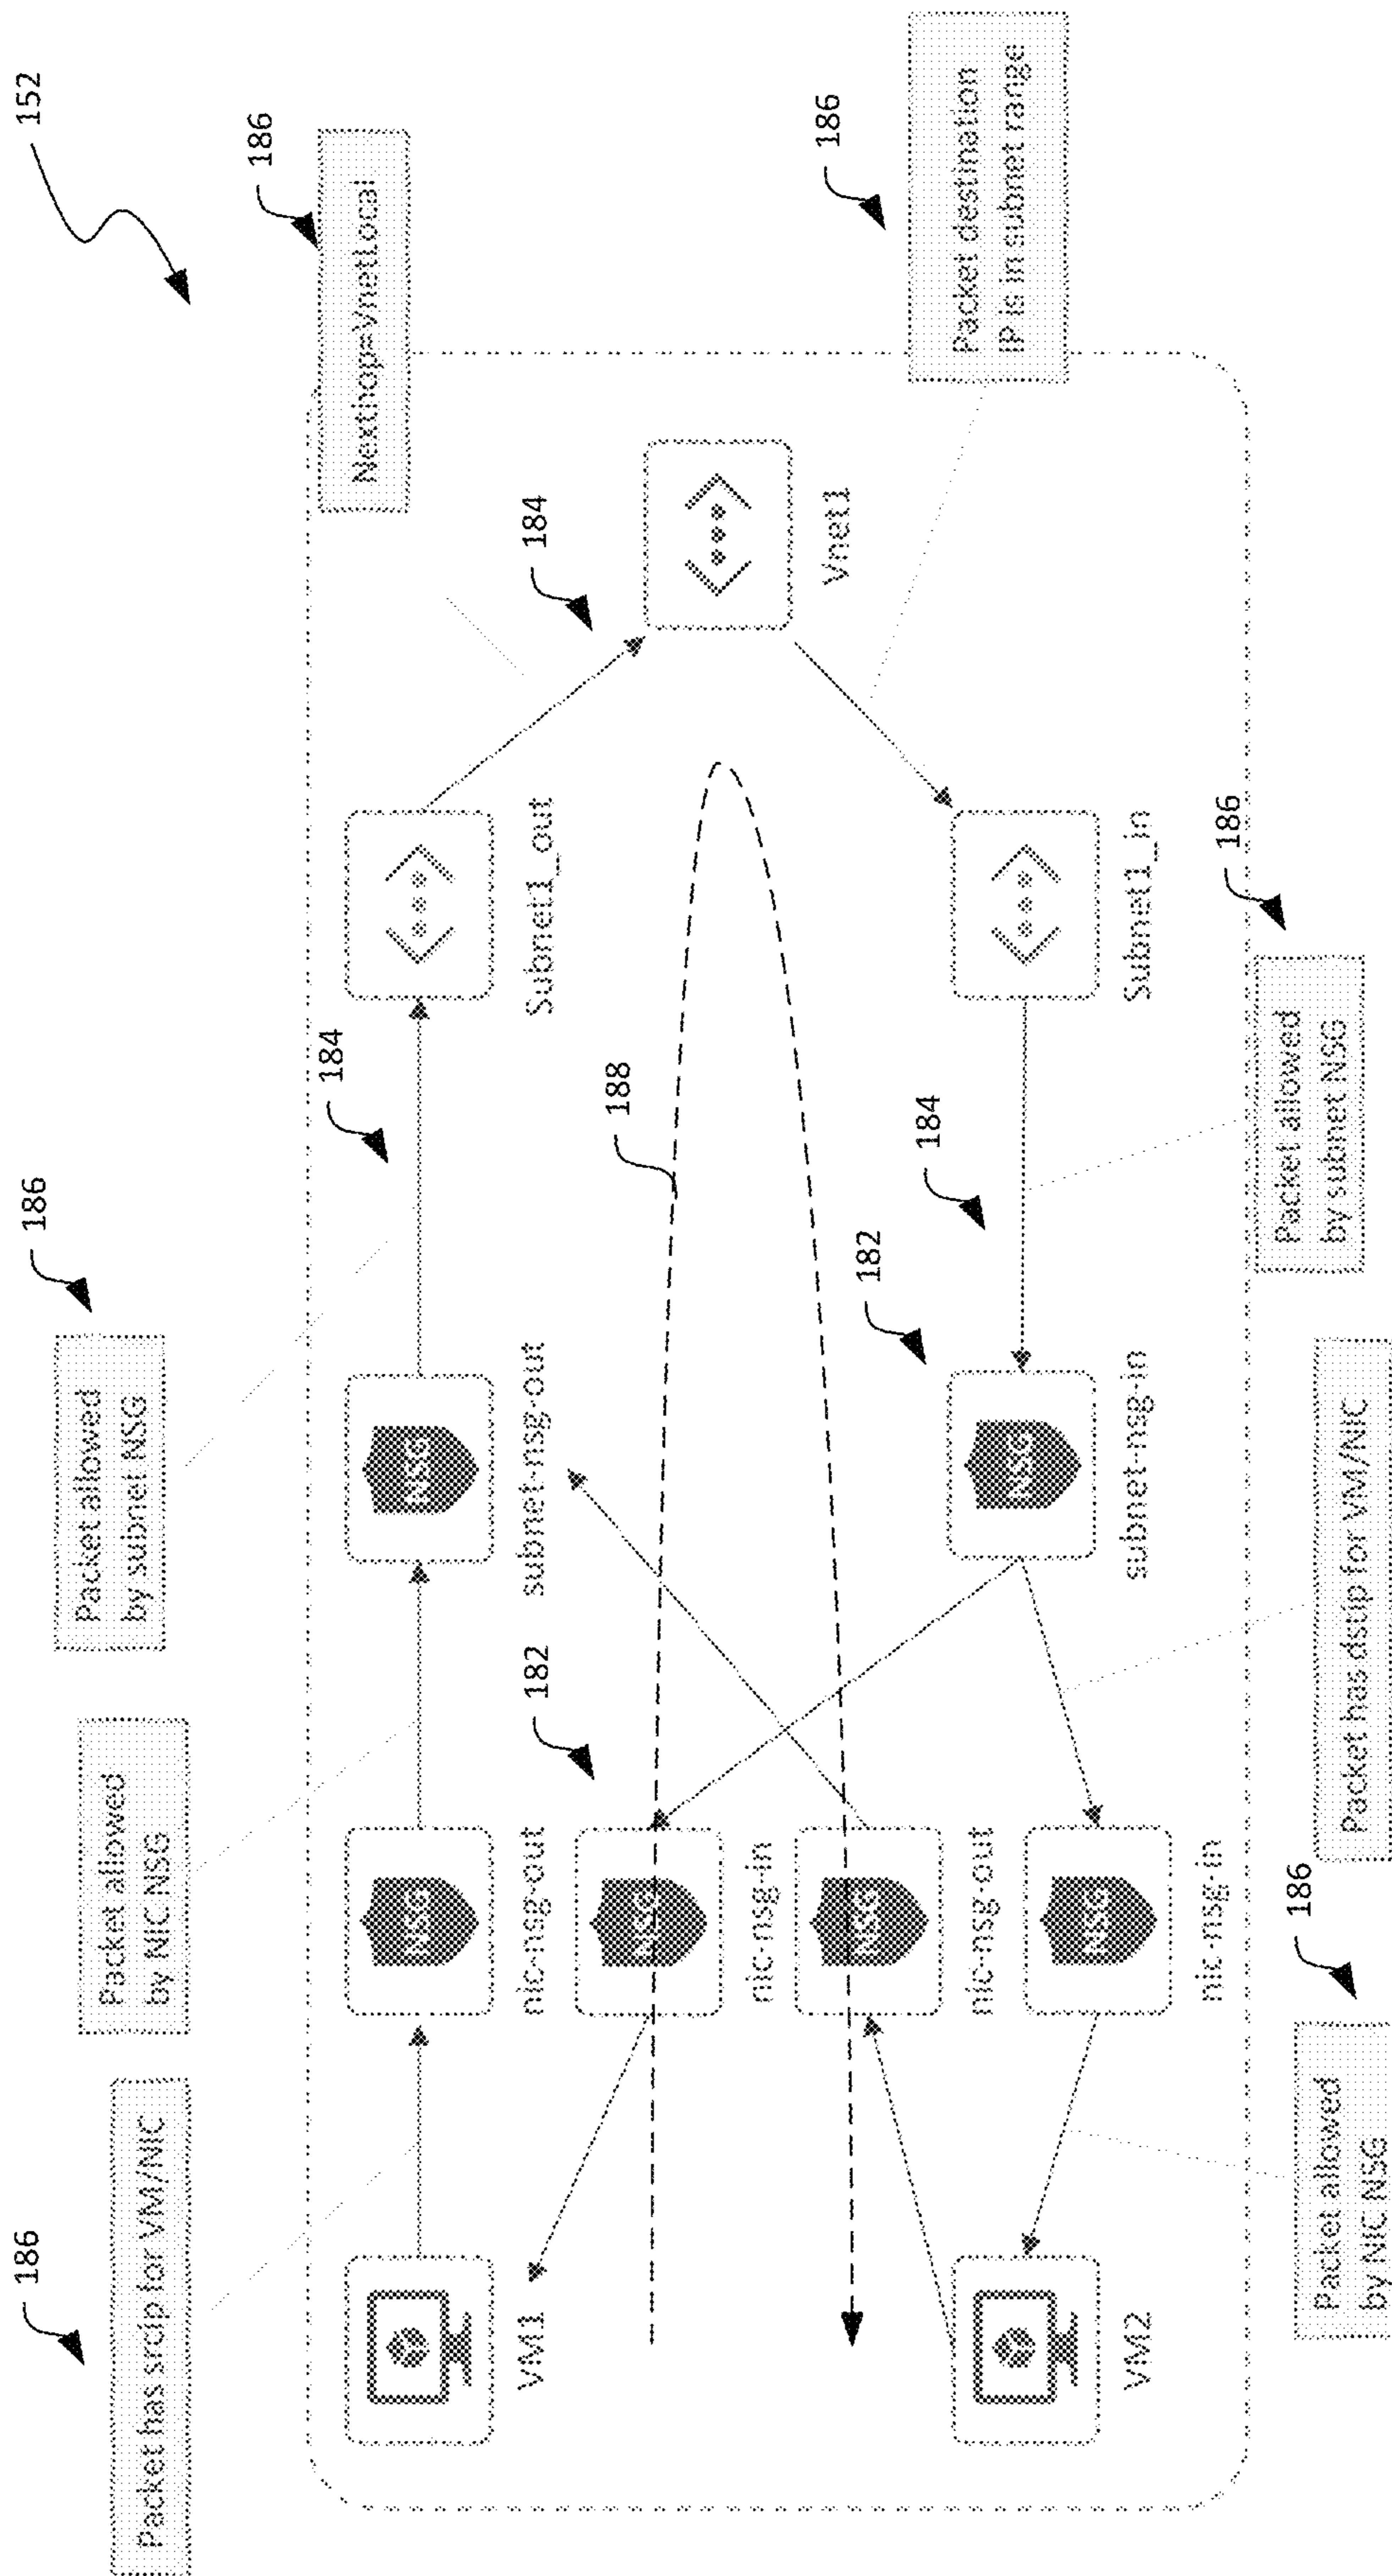 152
186
Packet has srcip for VM/NIC
Packet allowed
by NIC NSG
186
Packet allowed
by subnet NSG
186
Nexthop=VnetLocal
184
184
NSG
NSG
VM1
nic-nsg-out
subnet-nsg-out
Subnet1_out
182
188
NSG
nic-nsg-in
Vnet1
NSG
nic-nsg-out
182
184
186
Packet destination
IP is in subnet range
NSG
NSG
VM2
nic-nsg-in
subnet-nsg-in
Subnet1_in
186
Packet allowed
by NIC NSG
186
Packet has dstip for VM/NIC
Packet allowed
by subnet NSG